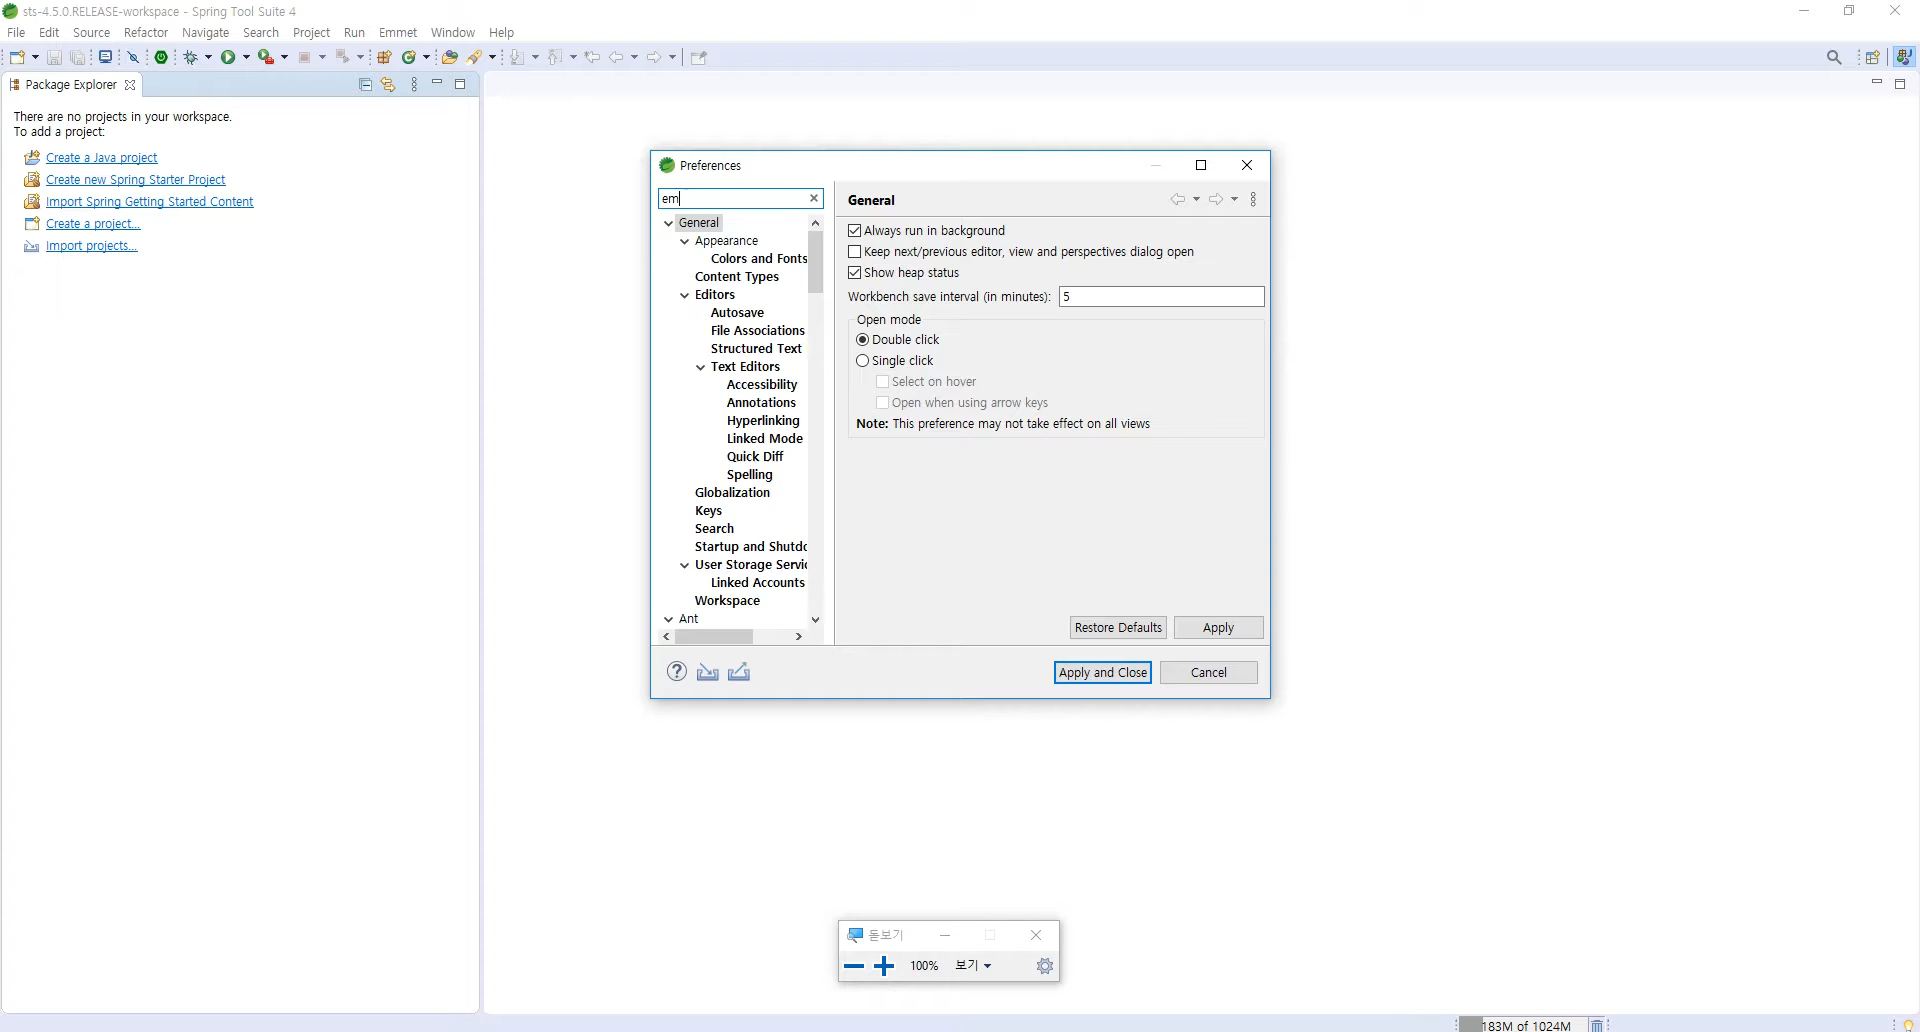 sts-4.5.0.RELEASE-workspace - Spring Tool Suite 4
File Edit Source Refactor Navigate Search Project Run Emmet Window Help
Package Explorer
There are no projects in your workspace.
To add a project:
Create a Java project
Create new Spring Starter Project
Import Spring Getting Started Content
Create a project...
Import projects...
Preferences
em
General
Appearance
Colors and Fonts
Content Types
Editors
Autosave
File Associations
Structured Text
Text Editors
Accessibility
Annotations
Hyperlinking
Linked Mode
Quick Diff
Spelling
Globalization
Keys
Search
Startup and Shutdo
User Storage Servic
Linked Accounts
Workspace
Ant
General
Always run in background
Keep next/previous editor, view and perspectives dialog open
Show heap status
Workbench save interval (in minutes): 5
Open mode
Double click
Single click
Select on hover
Open when using arrow keys
Note: This preference may not take effect on all views
Restore Defaults Apply
Apply and Close Cancel
돋보기
100% 보기
183M of 1024M